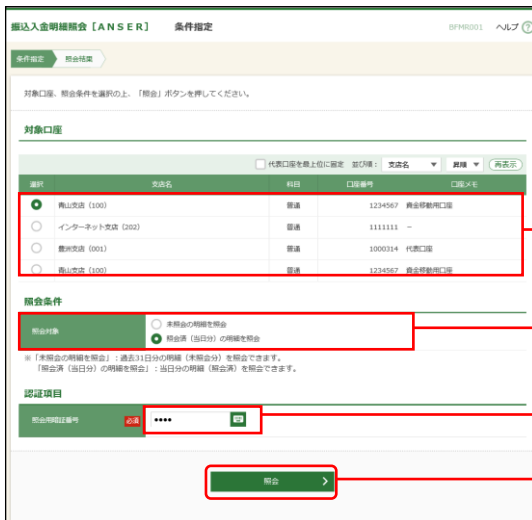 振込入金明細照会［ＡＮＳＥＲ］ 条件指定 BFMR001 ヘルプ ?
条件指定 照会結果
対象口座、照会条件を選択の上、「照会」ボタンを押してください。
対象口座
代表口座を最上位に固定 並び順： 支店名 ▼ 昇順 ▼ 再表示
選択 支店名 科目 口座番号 口座メモ
青山支店（100） 普通 1234567 資金移動用口座
インターネット支店（202） 普通 1111111 －
豊洲支店（001） 普通 1000314 代表口座
青山支店（100） 普通 1234567 資金移動用口座
照会条件
照会対象
未照会の明細を照会
照会済（当日分）の明細を照会
※「未照会の明細を照会」：過去31日分の明細（未照会分）を照会できます。
「照会済（当日分）の明細を照会」：当日分の明細（照会済）を照会できます。
認証項目
照会用暗証番号 必須 ••••
照会